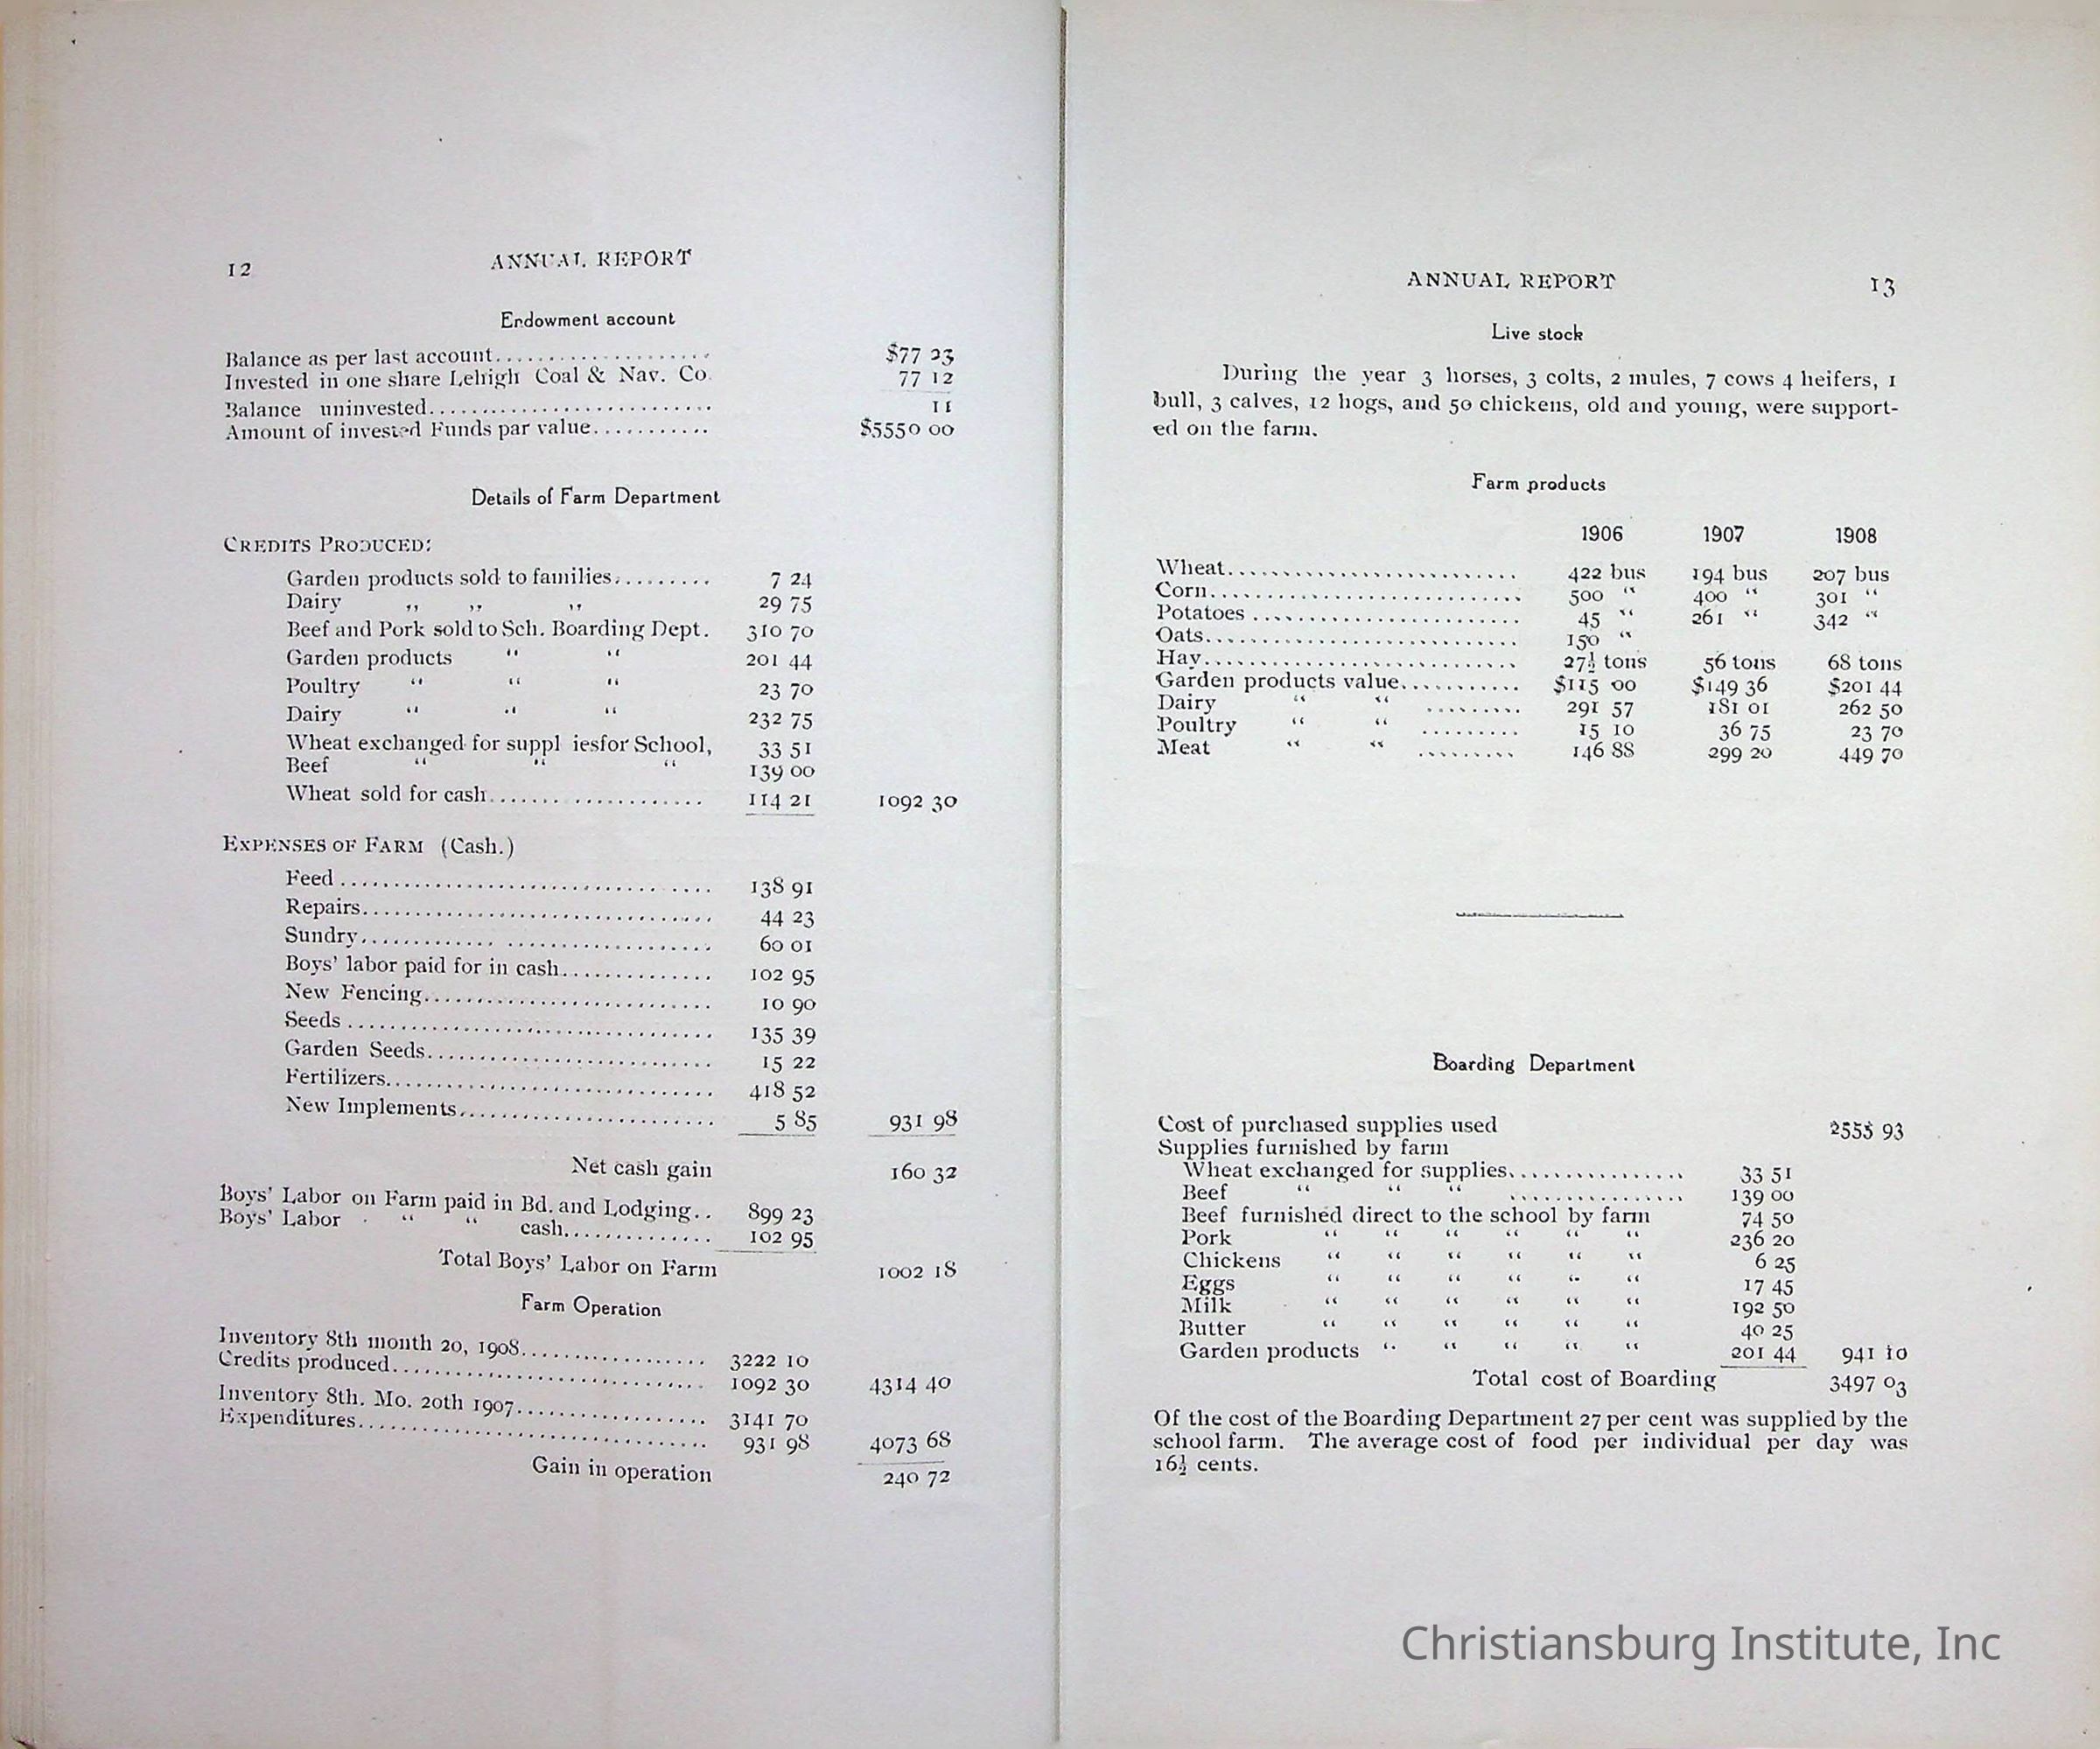 12 ANNUAL REPORT
Endowment account
Balance as per last account.................... $77 23
Invested in one share Lehigh Coal & Nav. Co. 77 12
Balance uninvested........................... 11
Amount of invested Funds par value........... $5550 00
Details of Farm Department
CREDITS PRODUCED:
Garden products sold to families......... 7 24
Dairy ,, ,, ,, 29 75
Beef and Pork sold to Sch. Boarding Dept. 310 70
Garden products " " 201 44
Poultry " " " 23 70
Dairy " " " 232 75
Wheat exchanged for suppl iesfor School, 33 51
Beef " " " 139 00
Wheat sold for cash.................... 114 21 1092 30
EXPENSES OF FARM (Cash.)
Feed.................................... 138 91
Repairs................................. 44 23
Sundry.................................. 60 01
Boys' labor paid for in cash.............. 102 95
New Fencing........................... 10 90
Seeds................................... 135 39
Garden Seeds........................... 15 22
Fertilizers............................... 418 52
New Implements........................ 5 85 931 98
Net cash gain 160 32
Boys' Labor on Farm paid in Bd. and Lodging.. 899 23
Boys' Labor " " cash.............. 102 95
Total Boys' Labor on Farm 1002 18
Farm Operation
Inventory 8th month 20, 1908.................. 3222 10
Credits produced.............................. 1092 30 4314 40
Inventory 8th. Mo. 20th 1907.................. 3141 70
Expenditures................................. 931 98 4073 68
Gain in operation 240 72
ANNUAL REPORT 13
Live stock
During the year 3 horses, 3 colts, 2 mules, 7 cows 4 heifers, 1
bull, 3 calves, 12 hogs, and 50 chickens, old and young, were support-
ed on the farm.
Farm products
1906 1907 1908
Wheat............................ 422 bus 194 bus 207 bus
Corn.............................. 500 " 400 " 301 "
Potatoes.......................... 45 " 261 " 342 "
Oats.............................. 150 "
Hay............................... 27½ tons 56 tons 68 tons
Garden products value............ $115 00 $149 36 $201 44
Dairy " " ......... 291 57 181 01 262 50
Poultry " " ......... 15 10 36 75 23 70
Meat " " ......... 146 88 299 20 449 70
Boarding Department
Cost of purchased supplies used 2555 93
Supplies furnished by farm
Wheat exchanged for supplies................ 33 51
Beef " " " ................ 139 00
Beef furnished direct to the school by farm 74 50
Pork " " " " " " 236 20
Chickens " " " " " " 6 25
Eggs " " " " " " 17 45
Milk " " " " " " 192 50
Butter " " " " " " 40 25
Garden products " " " " " 201 44 941 10
Total cost of Boarding 3497 03
Of the cost of the Boarding Department 27 per cent was supplied by the
school farm. The average cost of food per individual per day was
16½ cents.
Christiansburg Institute, Inc